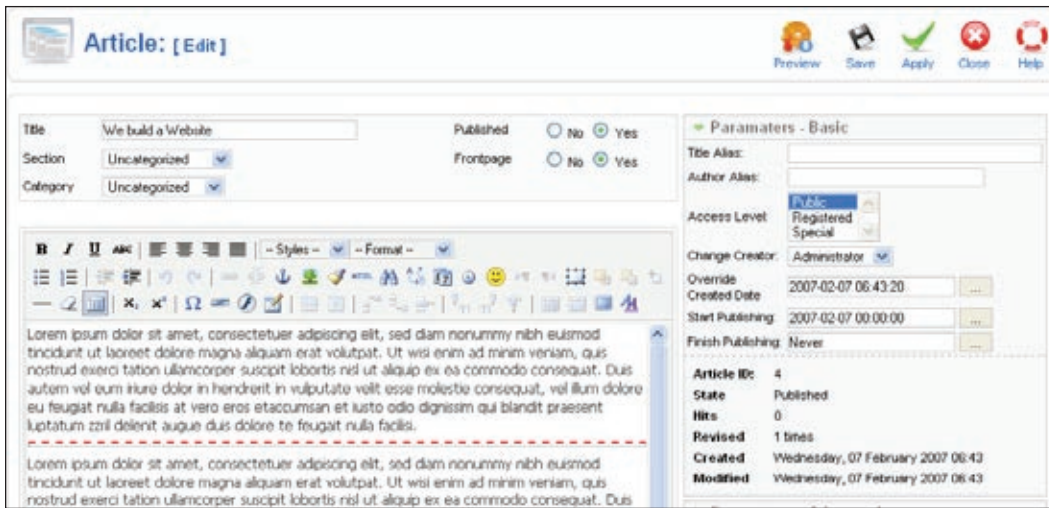 Article: [ Edit ]
Preview Save Apply Close Help
Title We build a Website Published No Yes
Section Uncategorized Frontpage No Yes
Category Uncategorized
B I U ABC -- Styles -- -- Format --
Paramaters - Basic
Title Alias:
Author Alias:
Access Level: Public
Registered
Special
Change Creator: Administrator
Override
Created Date 2007-02-07 06:43:20 ...
Start Publishing: 2007-02-07 00:00:00 ...
Finish Publishing: Never ...
Article ID: 4
State Published
Hits 0
Revised 1 times
Created Wednesday, 07 February 2007 06:43
Modified Wednesday, 07 February 2007 06:43
Lorem ipsum dolor sit amet, consectetuer adipiscing elit, sed diam nonummy nibh euismod
tincidunt ut laoreet dolore magna aliquam erat volutpat. Ut wisi enim ad minim veniam, quis
nostrud exerci tation ullamcorper suscipit lobortis nisl ut aliquip ex ea commodo consequat. Duis
autem vel eum iriure dolor in hendrerit in vulputate velit esse molestie consequat, vel illum dolore
eu feugiat nulla facilisis at vero eros etaccumsan et iusto odio dignissim qui blandit praesent
luptatum zzril delenit augue duis dolore te feugait nulla facilisi.
Lorem ipsum dolor sit amet, consectetuer adipiscing elit, sed diam nonummy nibh euismod
tincidunt ut laoreet dolore magna aliquam erat volutpat. Ut wisi enim ad minim veniam, quis
nostrud exerci tation ullamcorper suscipit lobortis nisl ut aliquip ex ea commodo consequat. Duis